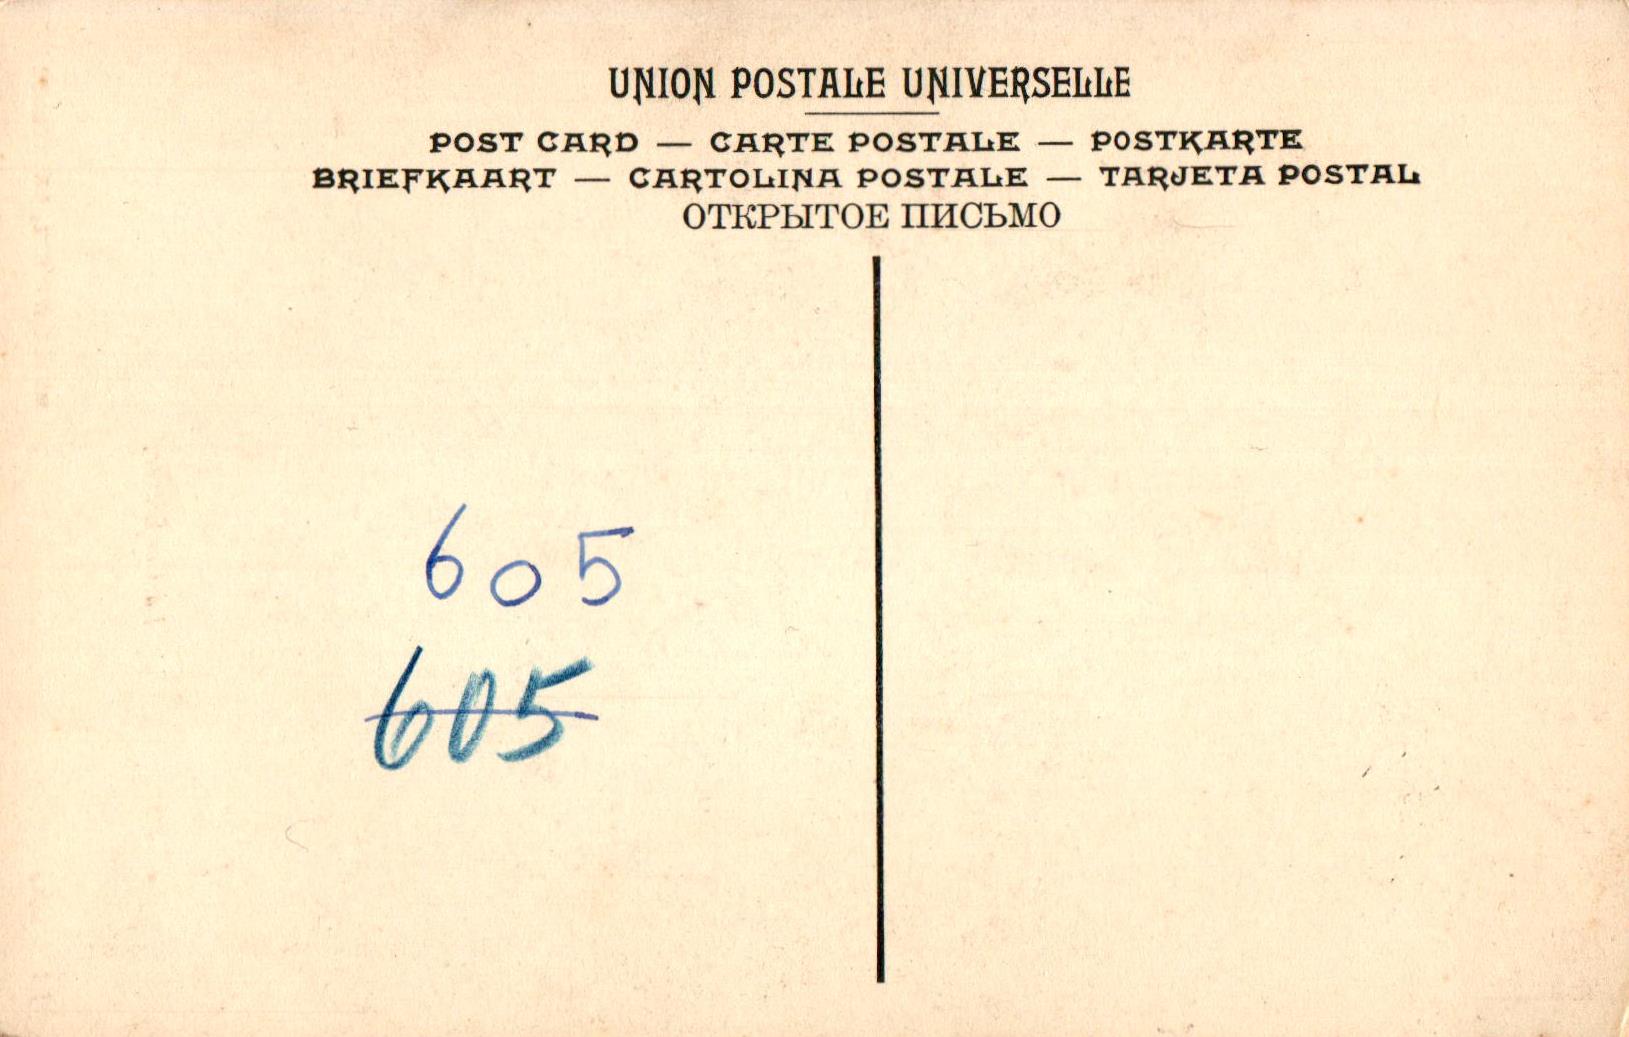 UNION POSTALE UNIVERSELLE
POST CARD — CARTE POSTALE — POSTKARTE
BRIEFKAART — CARTOLINA POSTALE — TARJETA POSTAL
ОТКРЫТОЕ ПИСЬМО
605
605